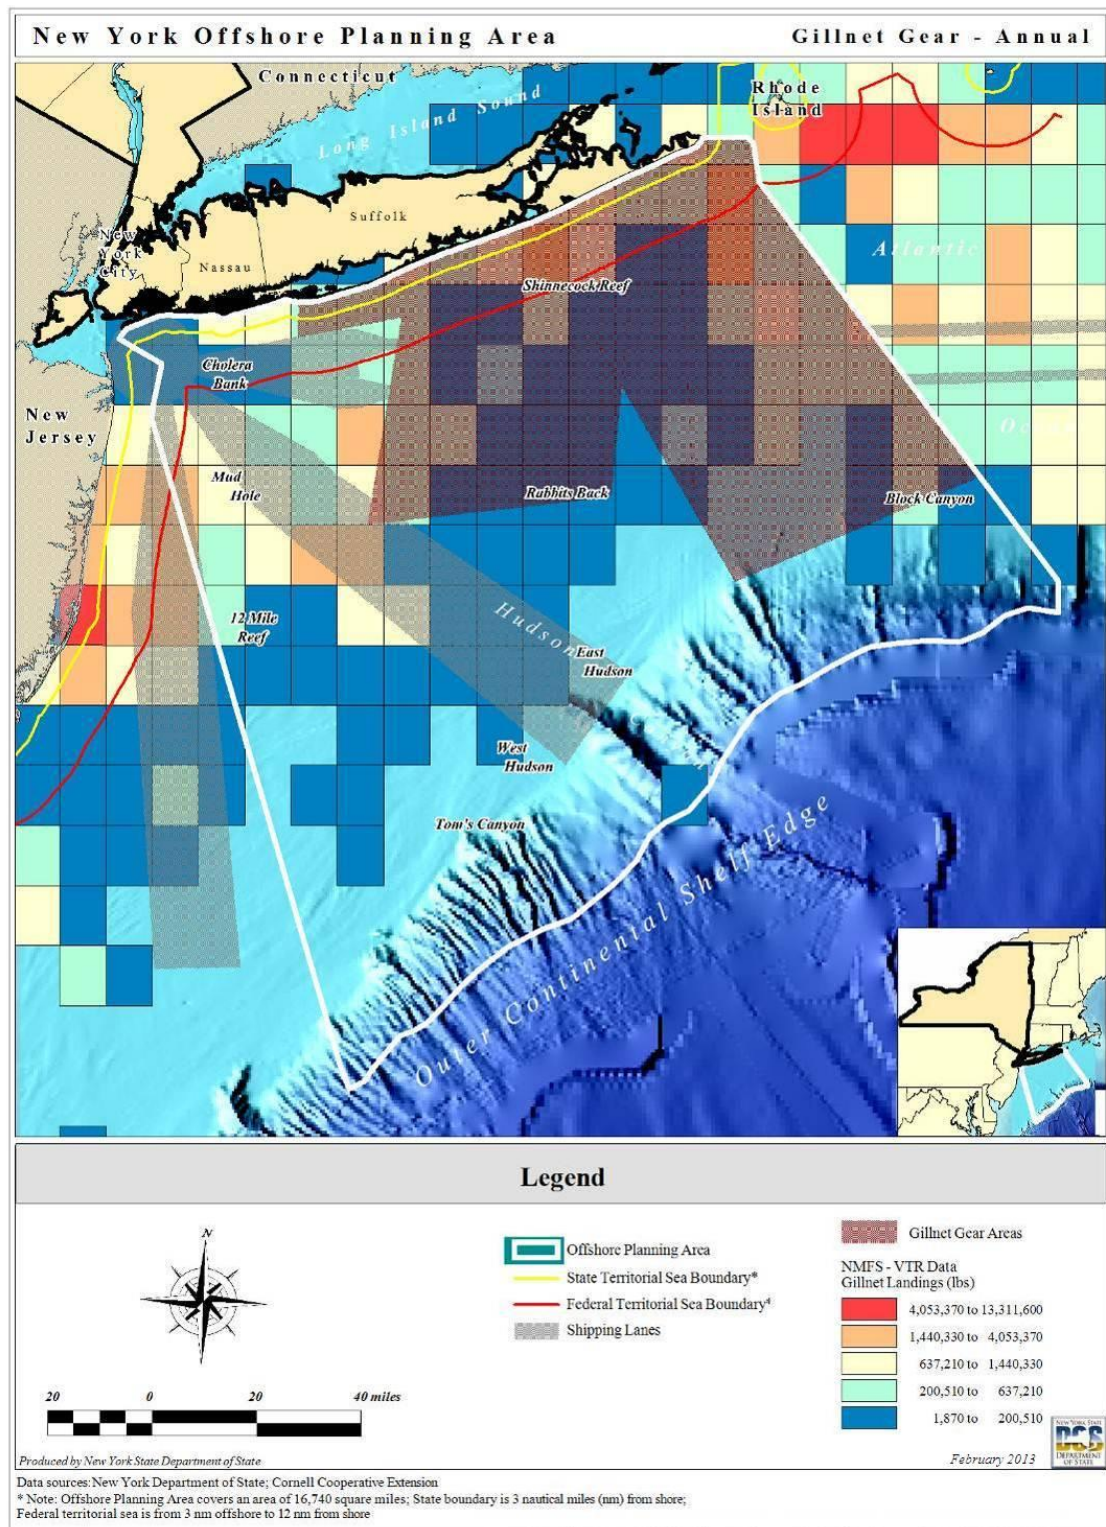 New York Offshore Planning Area
Gillnet Gear - Annual
Connecticut
Long Island Sound
Rhode
Island
Suffolk
New
York
City
Nassau
Atlantic
Shinnecock Reef
Cholera
Bank
New
Jersey
Ocean
Mud
Hole
Rabbits Back
Block Canyon
12 Mile
Reef
Hudson
East
Hudson
West
Hudson
Tom's Canyon
Outer Continental Shelf Edge
Legend
N
Offshore Planning Area
State Territorial Sea Boundary*
Federal Territorial Sea Boundary⁴
Shipping Lanes
Gillnet Gear Areas
NMFS - VTR Data
Gillnet Landings (lbs)
4,053,370 to 13,311,600
1,440,330 to 4,053,370
637,210 to 1,440,330
200,510 to 637,210
1,870 to 200,510
20 0 20 40 miles
Produced by New York State Department of State
February 2013
NEW YORK STATE
DOS
DEPARTMENT
OF STATE
Data sources: New York Department of State; Cornell Cooperative Extension
* Note: Offshore Planning Area covers an area of 16,740 square miles; State boundary is 3 nautical miles (nm) from shore;
Federal territorial sea is from 3 nm offshore to 12 nm from shore